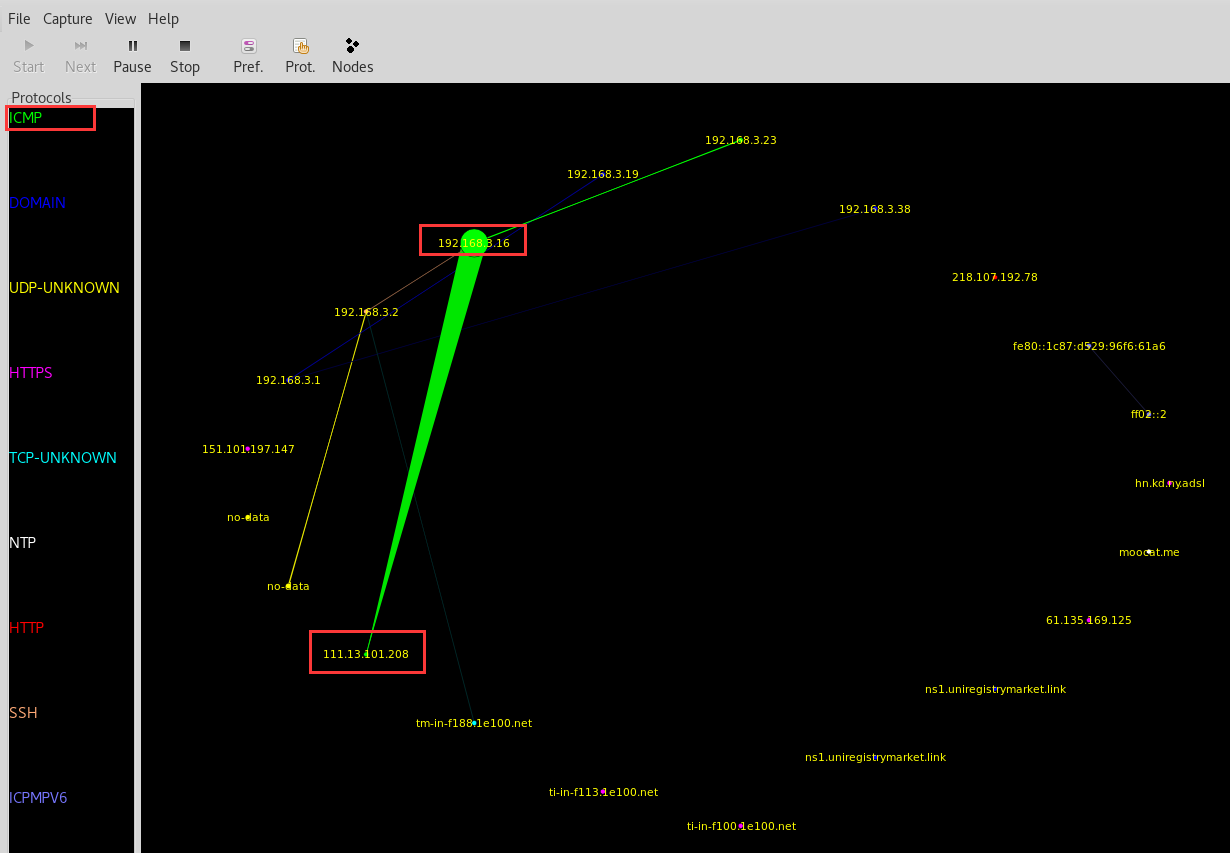 File Capture View Help
Start Next Pause Stop Pref. Prot. Nodes
Protocols
ICMP
DOMAIN
UDP-UNKNOWN
HTTPS
TCP-UNKNOWN
NTP
HTTP
SSH
ICPMPV6
192.168.3.23
192.168.3.19
192.168.3.38
192.168.3.16
218.107.192.78
192.168.3.2
fe80::1c87:d529:96f6:61a6
192.168.3.1
ff02::2
151.101.197.147
hn.kd.ny.adsl
no-data
moocat.me
no-data
61.135.169.125
111.13.101.208
ns1.uniregistrymarket.link
tm-in-f188.1e100.net
ns1.uniregistrymarket.link
ti-in-f113.1e100.net
ti-in-f100.1e100.net